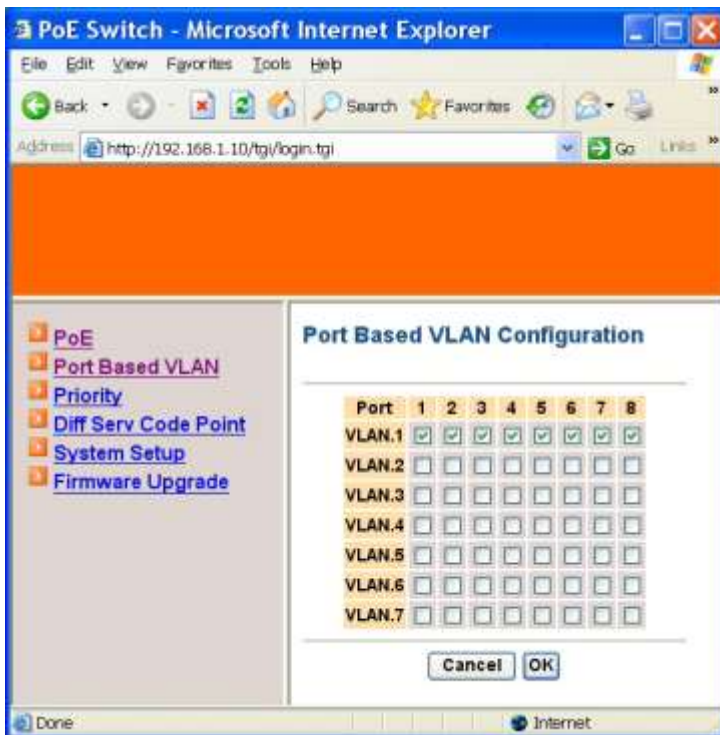 PoE Switch - Microsoft Internet Explorer
File Edit View Favorites Tools Help
Back Search Favorites »
Address http://192.168.1.10/tgi/login.tgi Go Links »
PoE
Port Based VLAN
Priority
Diff Serv Code Point
System Setup
Firmware Upgrade
Port Based VLAN Configuration
Port 1 2 3 4 5 6 7 8
VLAN.1
VLAN.2
VLAN.3
VLAN.4
VLAN.5
VLAN.6
VLAN.7
Cancel OK
Done Internet